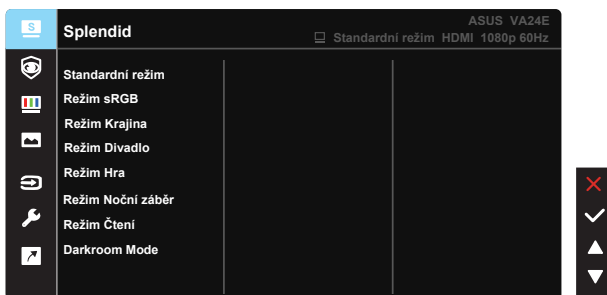 S
Splendid
ASUS VA24E
Standardní režim HDMI 1080p 60Hz
Standardní režim
Režim sRGB
Režim Krajina
Režim Divadlo
Režim Hra
Režim Noční záběr
Režim Čtení
Darkroom Mode